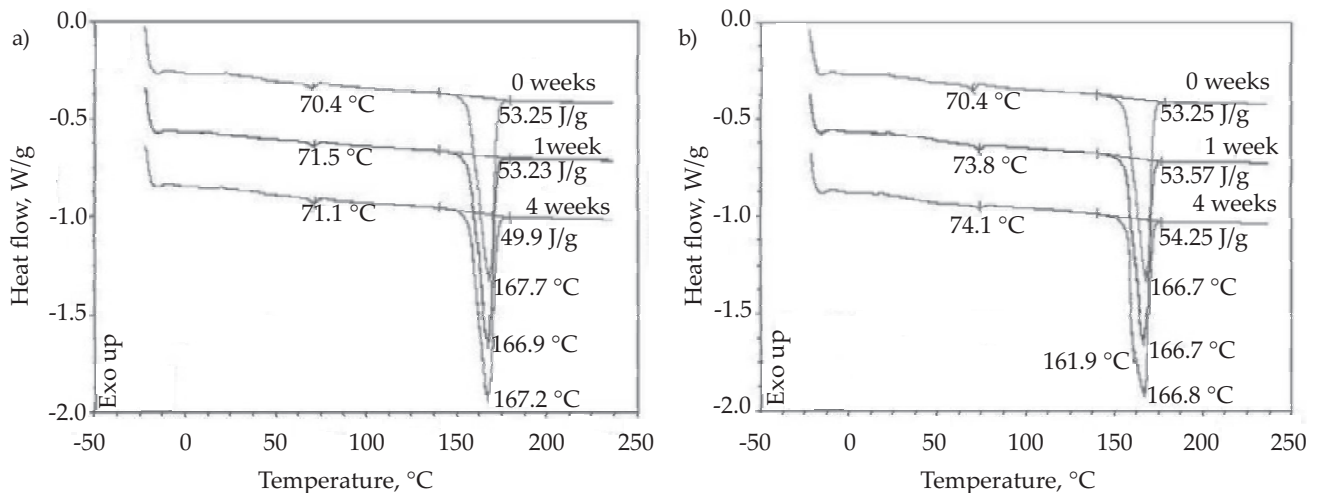 a)
0.0
-0.5
-1.0
-1.5
-2.0
Heat flow, W/g
Exo up
0 weeks
70.4 °C
53.25 J/g
1week
71.5 °C
53.23 J/g
4 weeks
71.1 °C
49.9 J/g
167.7 °C
166.9 °C
167.2 °C
-50 0 50 100 150 200 250
Temperature, °C
b)
0.0
-0.5
-1.0
-1.5
-2.0
Heat flow, W/g
Exo up
0 weeks
70.4 °C
53.25 J/g
1 week
73.8 °C
53.57 J/g
4 weeks
74.1 °C
54.25 J/g
166.7 °C
161.9 °C
166.7 °C
166.8 °C
-50 0 50 100 150 200 250
Temperature, °C